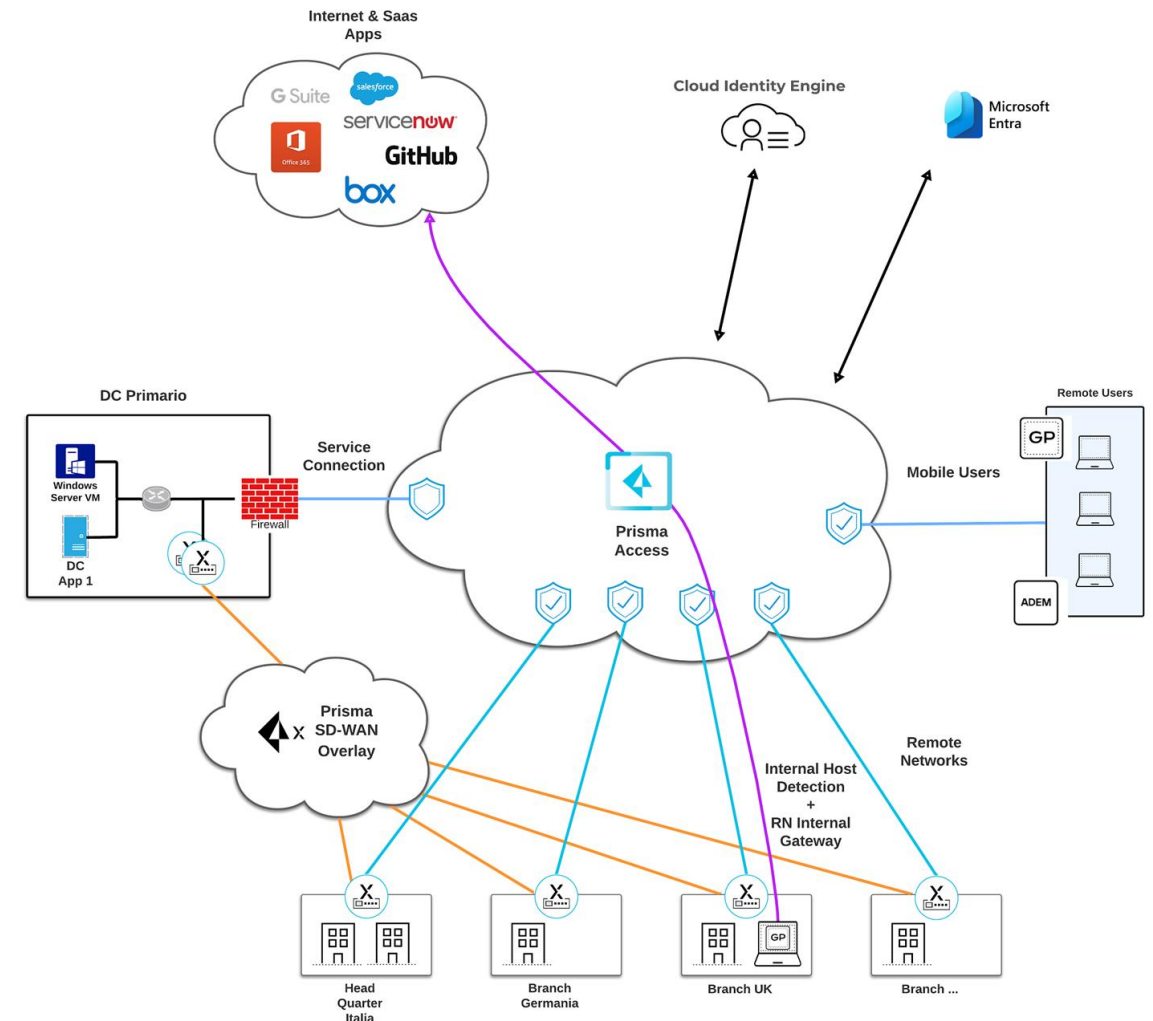 Internet & Saas
Apps
G Suite
salesforce
servicenow
Office 365
GitHub
box
Cloud Identity Engine
Microsoft
Entra
DC Primario
Windows
Server VM
DC
App 1
Firewall
Service
Connection
Prisma
Access
Mobile Users
Remote Users
GP
ADEM
X
X
Prisma
SD-WAN
Overlay
X
Remote
Networks
Internal Host
Detection
+
RN Internal
Gateway
X
X
X
X
GP
Head
Quarter
Italia
Branch
Germania
Branch UK
Branch ...